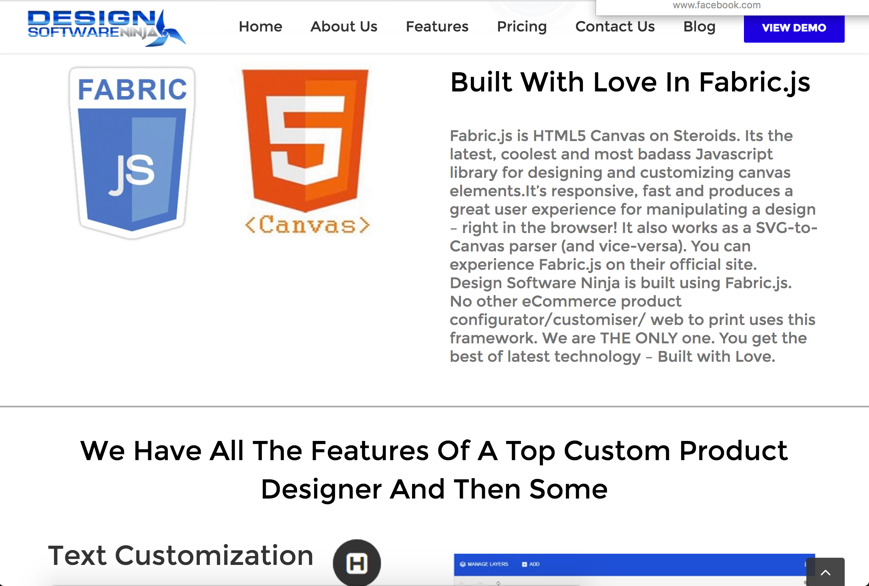 www.facebook.com
DESIGN
SOFTWARE NINJA
Home About Us Features Pricing Contact Us Blog VIEW DEMO
FABRIC
JS
5
<Canvas>
Built With Love In Fabric.js
Fabric.js is HTML5 Canvas on Steroids. Its the
latest, coolest and most badass Javascript
library for designing and customizing canvas
elements.It's responsive, fast and produces a
great user experience for manipulating a design
– right in the browser! It also works as a SVG-to-
Canvas parser (and vice-versa). You can
experience Fabric.js on their official site.
Design Software Ninja is built using Fabric.js.
No other eCommerce product
configurator/customiser/ web to print uses this
framework. We are THE ONLY one. You get the
best of latest technology – Built with Love.
We Have All The Features Of A Top Custom Product
Designer And Then Some
Text Customization
H
MANAGE LAYERS ADD